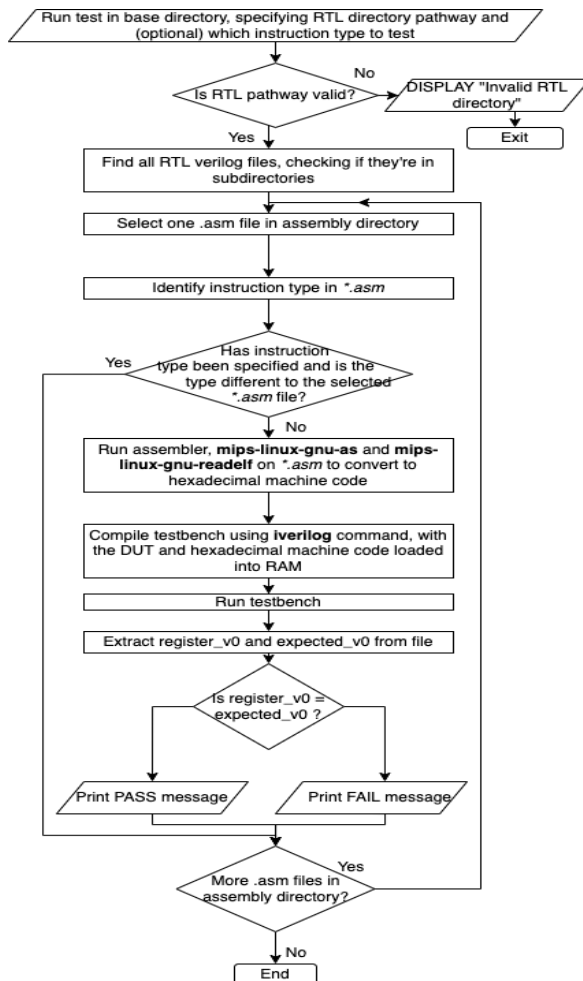 Run test in base directory, specifying RTL directory pathway and
(optional) which instruction type to test
No
Is RTL pathway valid?
DISPLAY "Invalid RTL
directory"
Yes
Exit
Find all RTL verilog files, checking if they're in
subdirectories
Select one .asm file in assembly directory
Identify instruction type in *.asm
Yes
Has instruction
type been specified and is the
type different to the selected
*.asm file?
No
Run assembler, mips-linux-gnu-as and mips-
linux-gnu-readelf on *.asm to convert to
hexadecimal machine code
Compile testbench using iverilog command, with
the DUT and hexadecimal machine code loaded
into RAM
Run testbench
Extract register_v0 and expected_v0 from file
Is register_v0 =
expected_v0 ?
Print PASS message
Print FAIL message
Yes
More .asm files in
assembly directory?
No
End